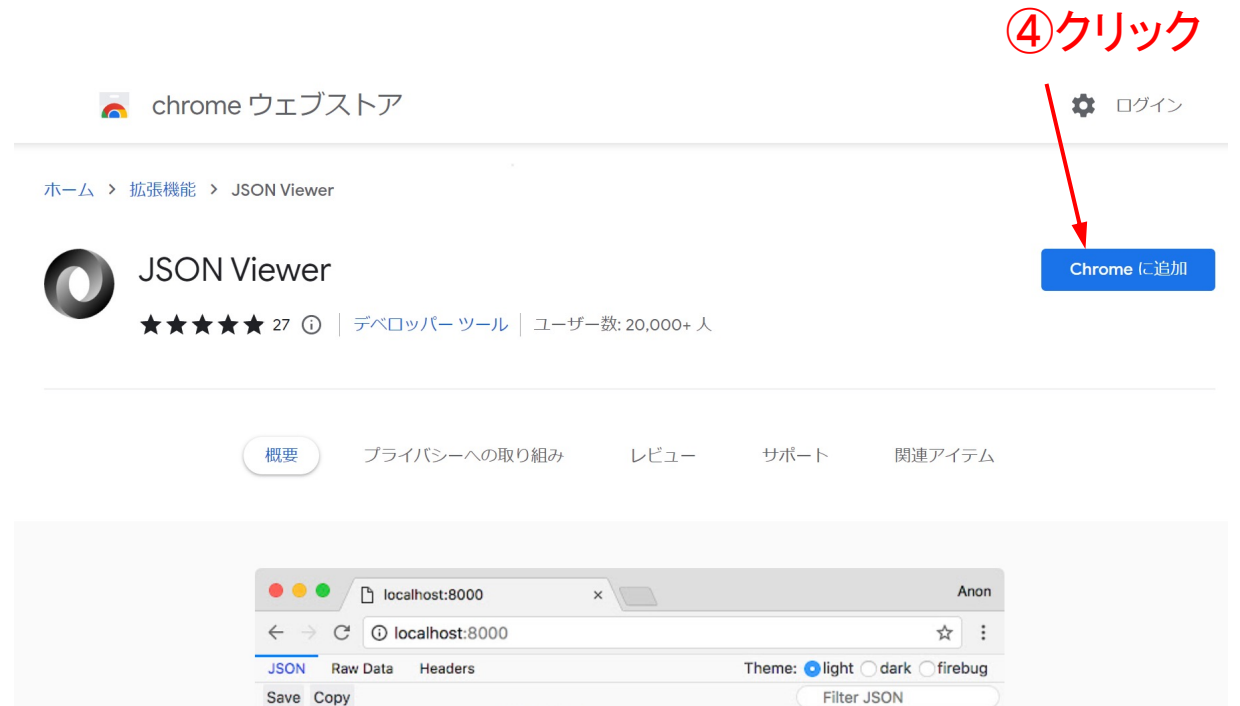 ④クリック
chrome ウェブストア
ログイン
ホーム > 拡張機能 > JSON Viewer
JSON Viewer
Chrome に追加
★★★★★ 27 デベロッパー ツール ユーザー数: 20,000+ 人
概要 プライバシーへの取り組み レビュー サポート 関連アイテム
localhost:8000 × Anon
localhost:8000
JSON Raw Data Headers Theme: light dark firebug
Save Copy Filter JSON